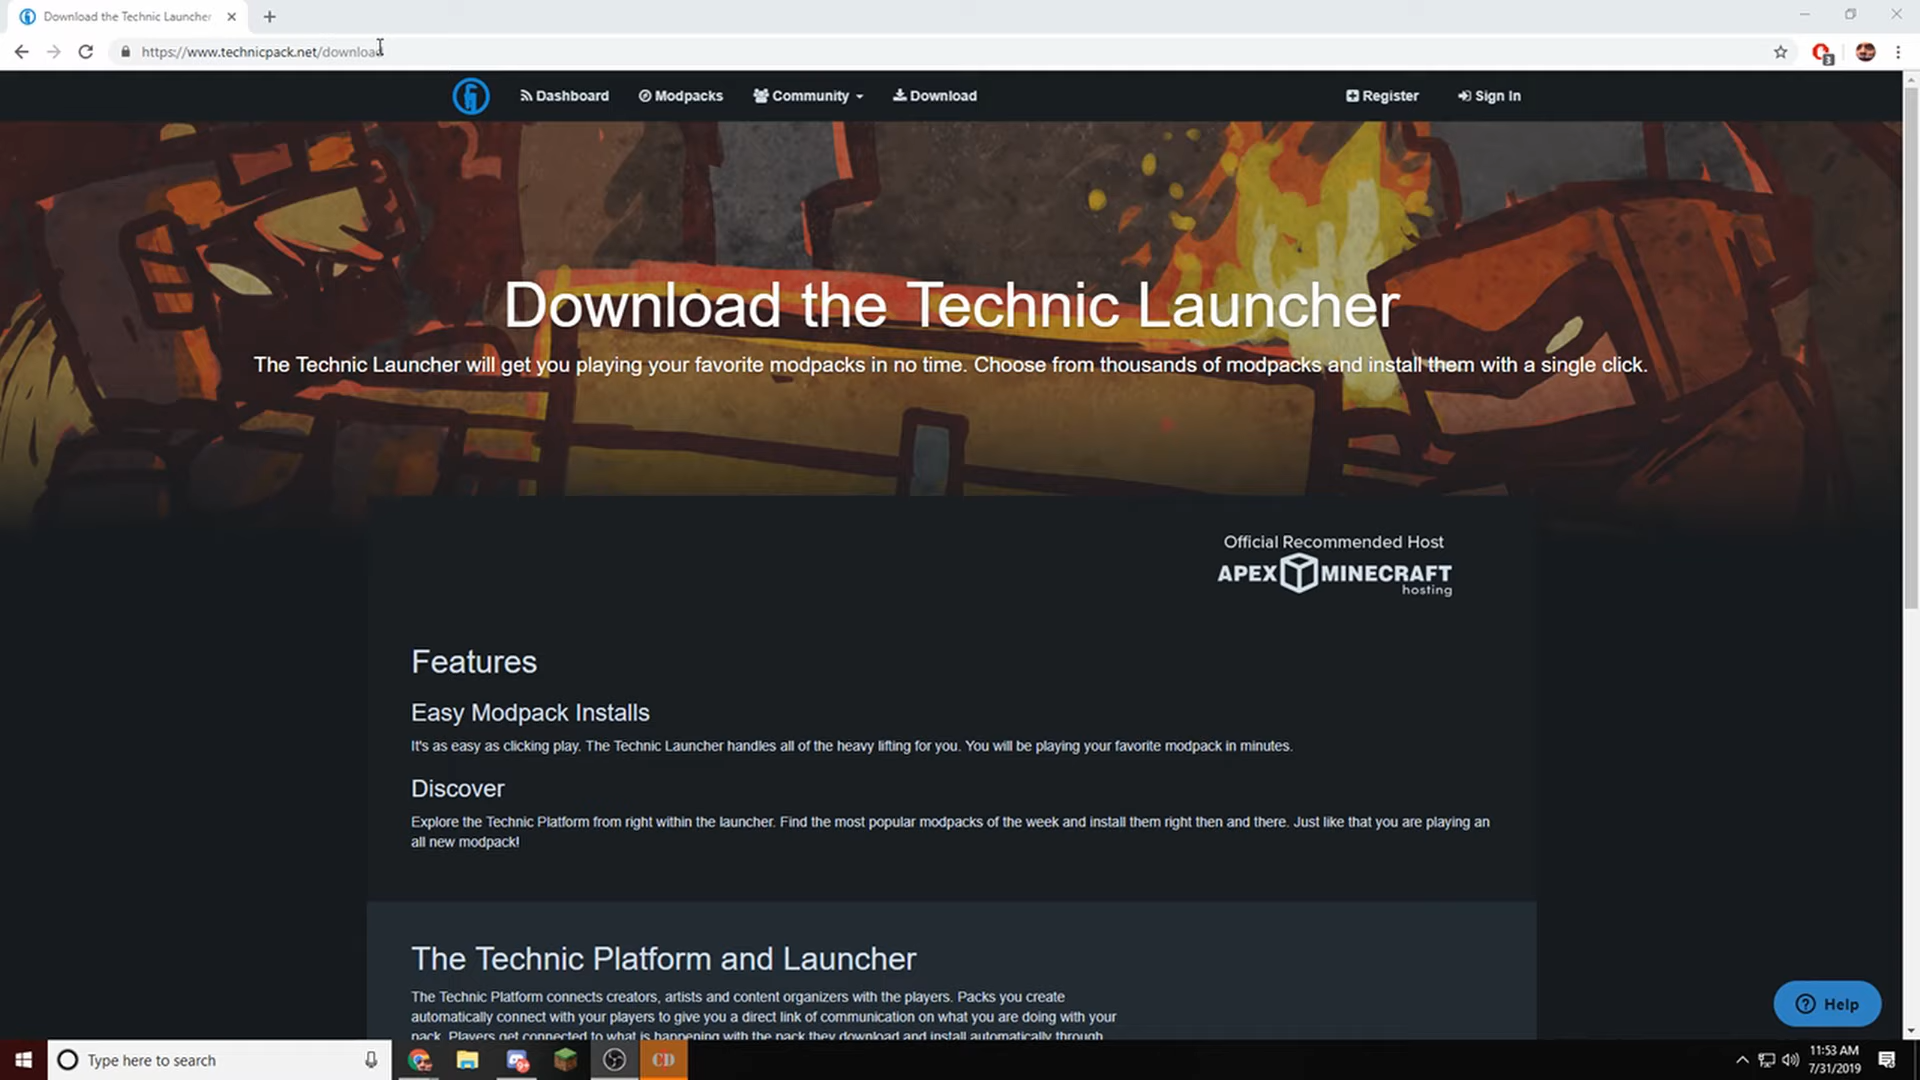 Download the Technic Launcher
https://www.technicpack.net/download
3
Dashboard
Modpacks
Community
Download
Register
Sign In
Download the Technic Launcher
The Technic Launcher will get you playing your favorite modpacks in no time. Choose from thousands of modpacks and install them with a single click.
Official Recommended Host
APEX MINECRAFT
hosting
Features
Easy Modpack Installs
It's as easy as clicking play. The Technic Launcher handles all of the heavy lifting for you. You will be playing your favorite modpack in minutes.
Discover
Explore the Technic Platform from right within the launcher. Find the most popular modpacks of the week and install them right then and there. Just like that you are playing an
all new modpack!
The Technic Platform and Launcher
The Technic Platform connects creators, artists and content organizers with the players. Packs you create
automatically connect with your players to give you a direct link of communication on what you are doing with your
pack. Players get connected to what is happening with the pack they download and install automatically through
Help
Type here to search
9+
CD
11:53 AM
7/31/2019